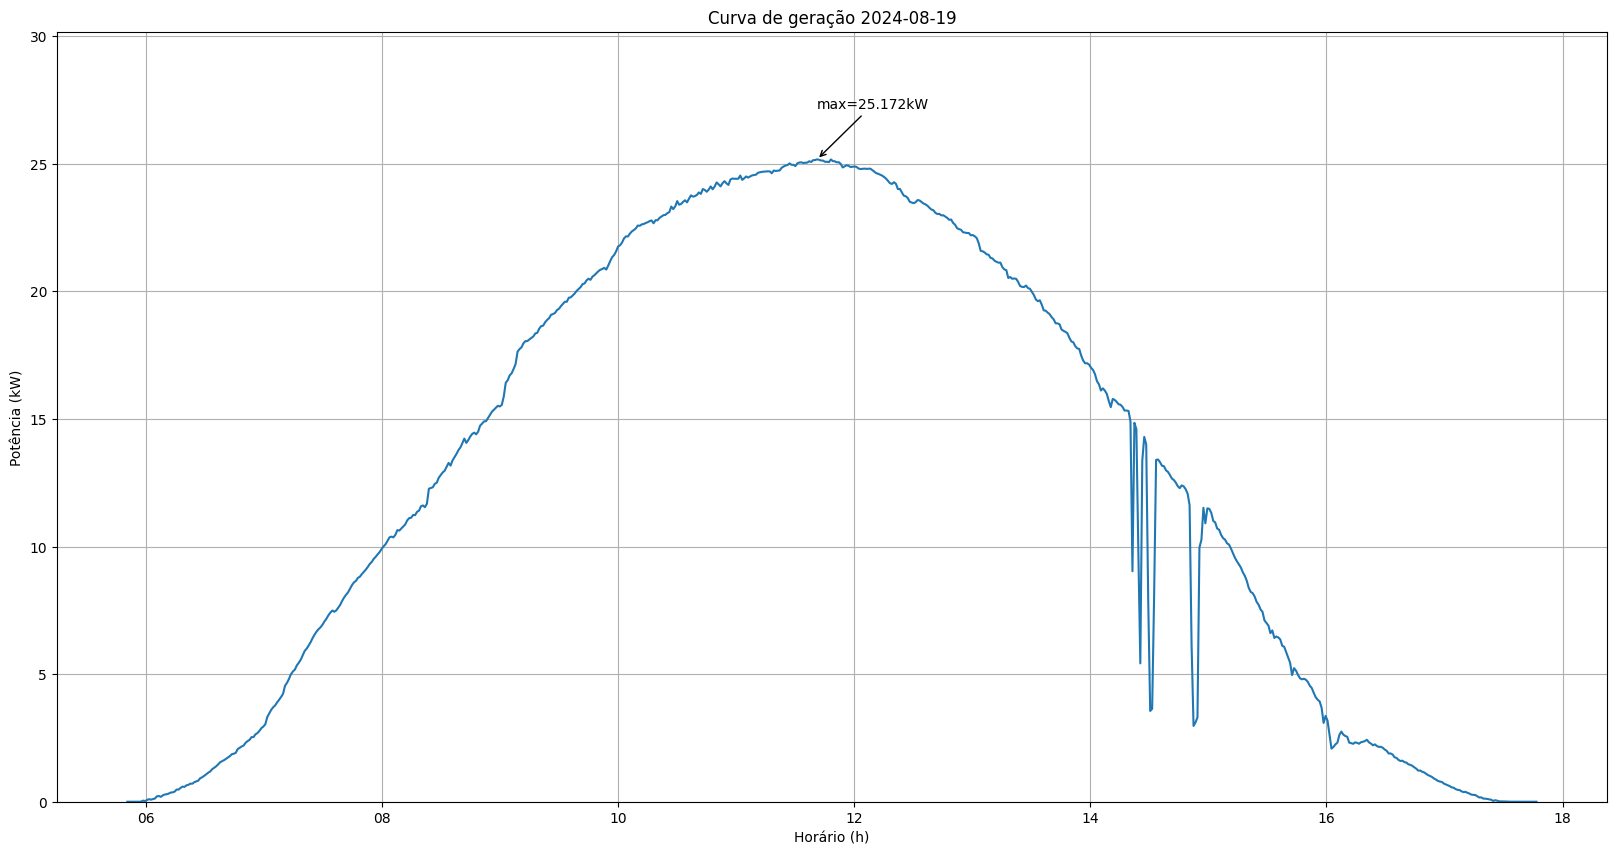 Curva de geração 2024-08-19
30
max=25.172kW
25
20
15
10
5
0
Potência (kW)
06 08 10 12 14 16 18
Horário (h)